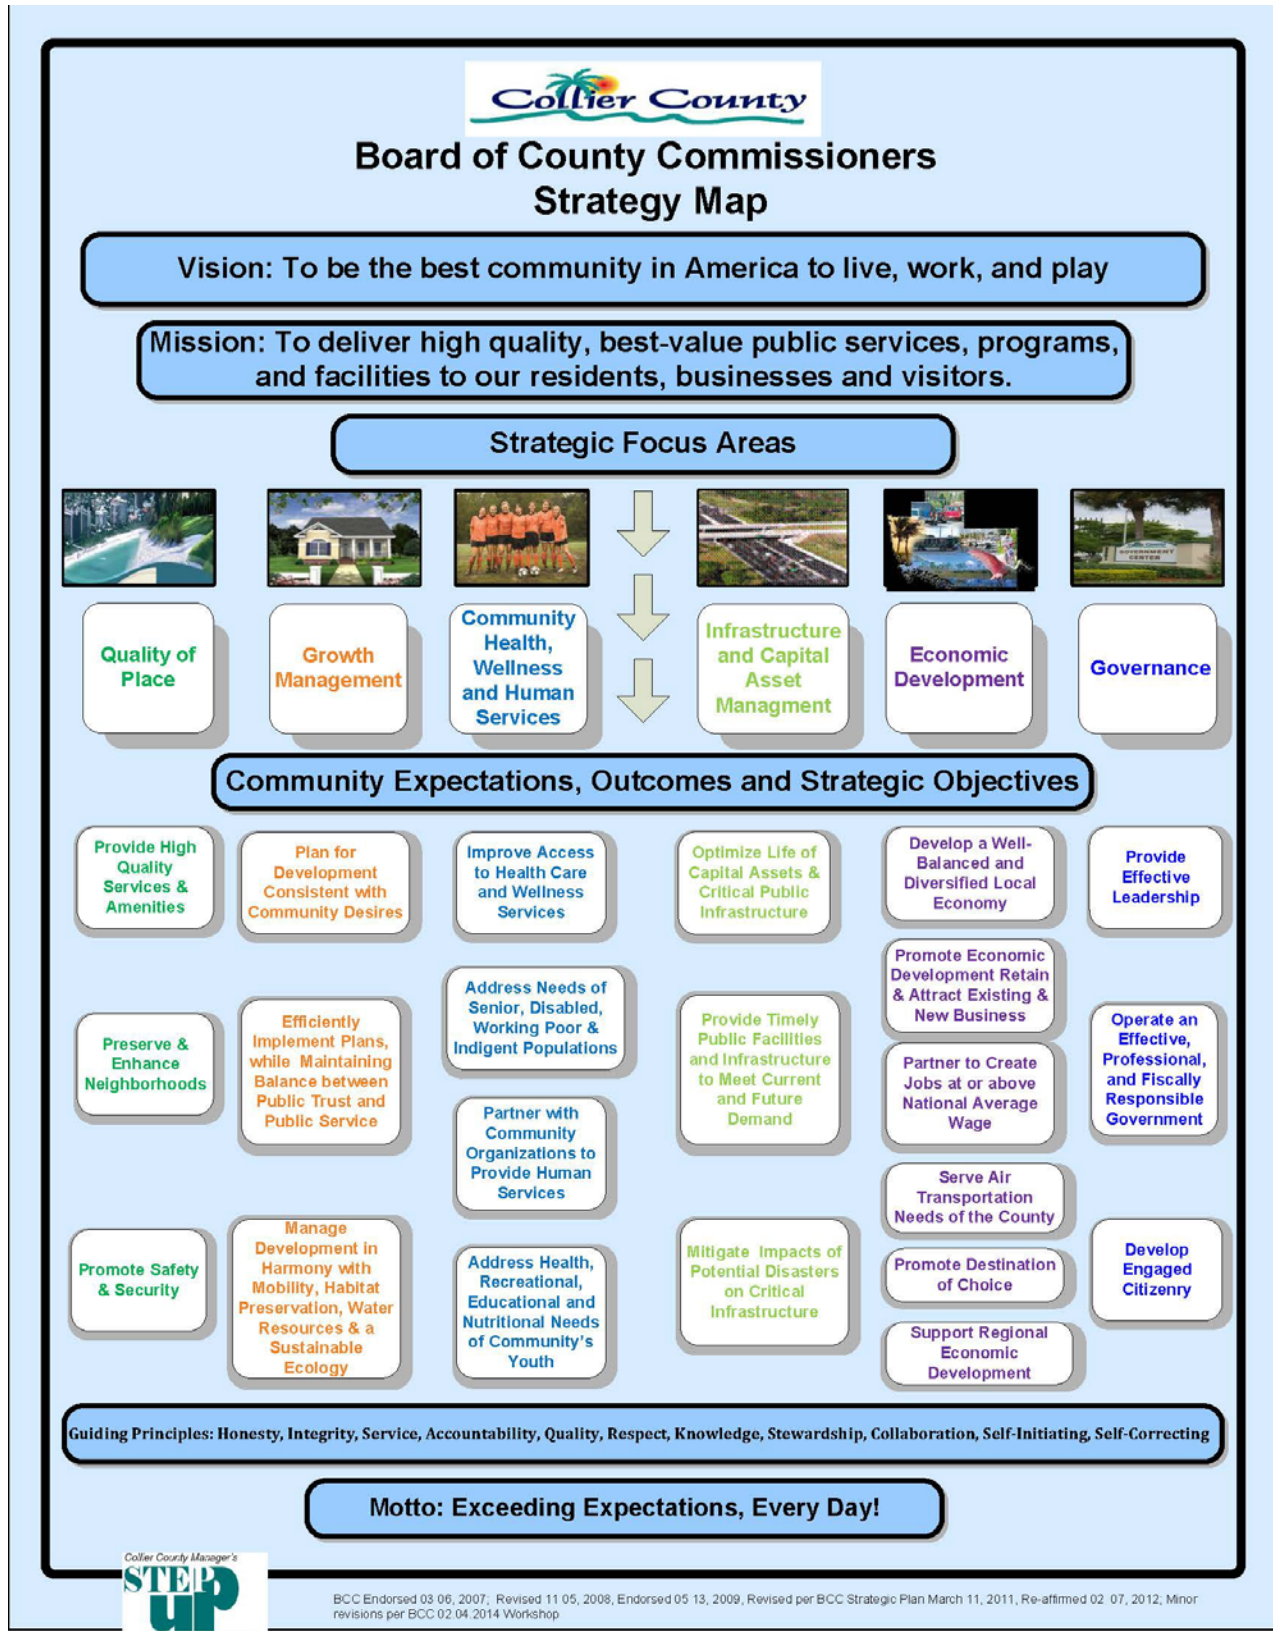 Collier County
Board of County Commissioners
Strategy Map
Vision: To be the best community in America to live, work, and play
Mission: To deliver high quality, best-value public services, programs,
and facilities to our residents, businesses and visitors.
Strategic Focus Areas
GOVERNMENT
CENTER
Quality of
Place
Growth
Management
Community
Health,
Wellness
and Human
Services
Infrastructure
and Capital
Asset
Managment
Economic
Development
Governance
Community Expectations, Outcomes and Strategic Objectives
Provide High
Quality
Services &
Amenities
Preserve &
Enhance
Neighborhoods
Promote Safety
& Security
Plan for
Development
Consistent with
Community Desires
Efficiently
Implement Plans,
while Maintaining
Balance between
Public Trust and
Public Service
Manage
Development in
Harmony with
Mobility, Habitat
Preservation, Water
Resources & a
Sustainable
Ecology
Improve Access
to Health Care
and Wellness
Services
Address Needs of
Senior, Disabled,
Working Poor &
Indigent Populations
Partner with
Community
Organizations to
Provide Human
Services
Address Health,
Recreational,
Educational and
Nutritional Needs
of Community's
Youth
Optimize Life of
Capital Assets &
Critical Public
Infrastructure
Provide Timely
Public Facilities
and Infrastructure
to Meet Current
and Future
Demand
Mitigate Impacts of
Potential Disasters
on Critical
Infrastructure
Develop a Well-
Balanced and
Diversified Local
Economy
Promote Economic
Development Retain
& Attract Existing &
New Business
Partner to Create
Jobs at or above
National Average
Wage
Serve Air
Transportation
Needs of the County
Promote Destination
of Choice
Support Regional
Economic
Development
Provide
Effective
Leadership
Operate an
Effective,
Professional,
and Fiscally
Responsible
Government
Develop
Engaged
Citizenry
Guiding Principles: Honesty, Integrity, Service, Accountability, Quality, Respect, Knowledge, Stewardship, Collaboration, Self-Initiating, Self-Correcting
Motto: Exceeding Expectations, Every Day!
Collier County Manager's
STEP
up
BCC Endorsed 03 06, 2007; Revised 11 05, 2008, Endorsed 05 13, 2009, Revised per BCC Strategic Plan March 11, 2011, Re-affirmed 02 07, 2012; Minor
revisions per BCC 02.04.2014 Workshop